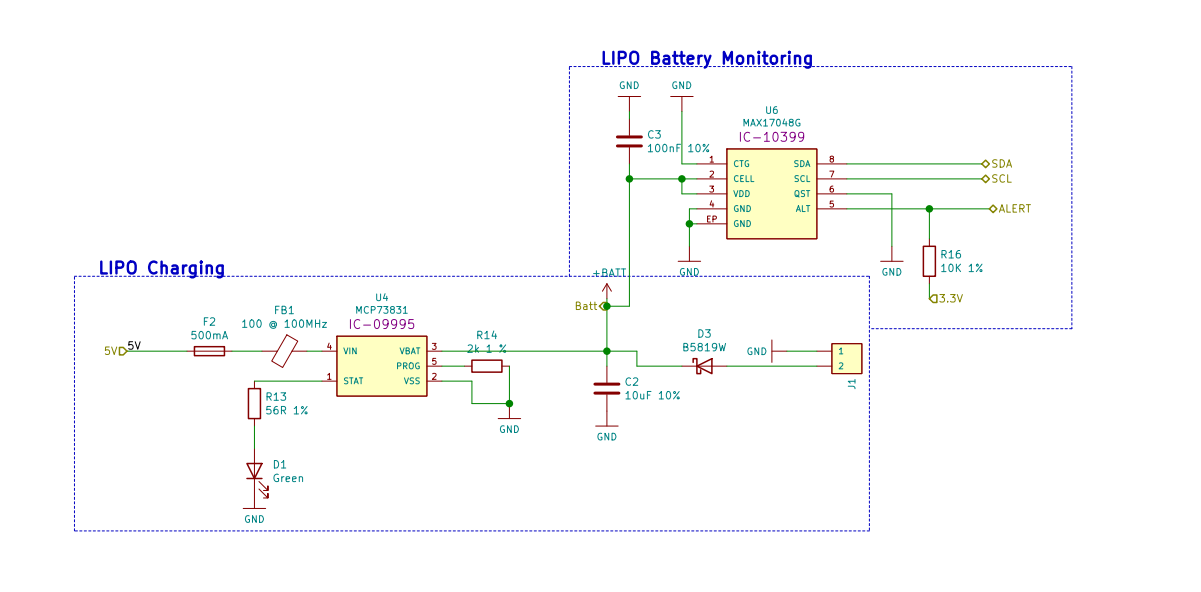 LIPO Battery Monitoring
GND
GND
U6
MAX17048G
IC-10399
C3
100nF 10%
1 CTG
2 CELL
3 VDD
4 GND
EP GND
SDA 8
SCL 7
QST 6
ALT 5
SDA
SCL
ALERT
GND
GND
R16
10K 1%
3.3V
LIPO Charging
+BATT
Batt
U4
MCP73831
IC-09995
FB1
100 @ 100MHz
F2
500mA
5V
5V
4 VIN
1 STAT
VBAT 3
PROG 5
VSS 2
R14
2k 1 %
GND
R13
56R 1%
D1
Green
GND
C2
10uF 10%
GND
D3
B5819W
GND
1
2
J1